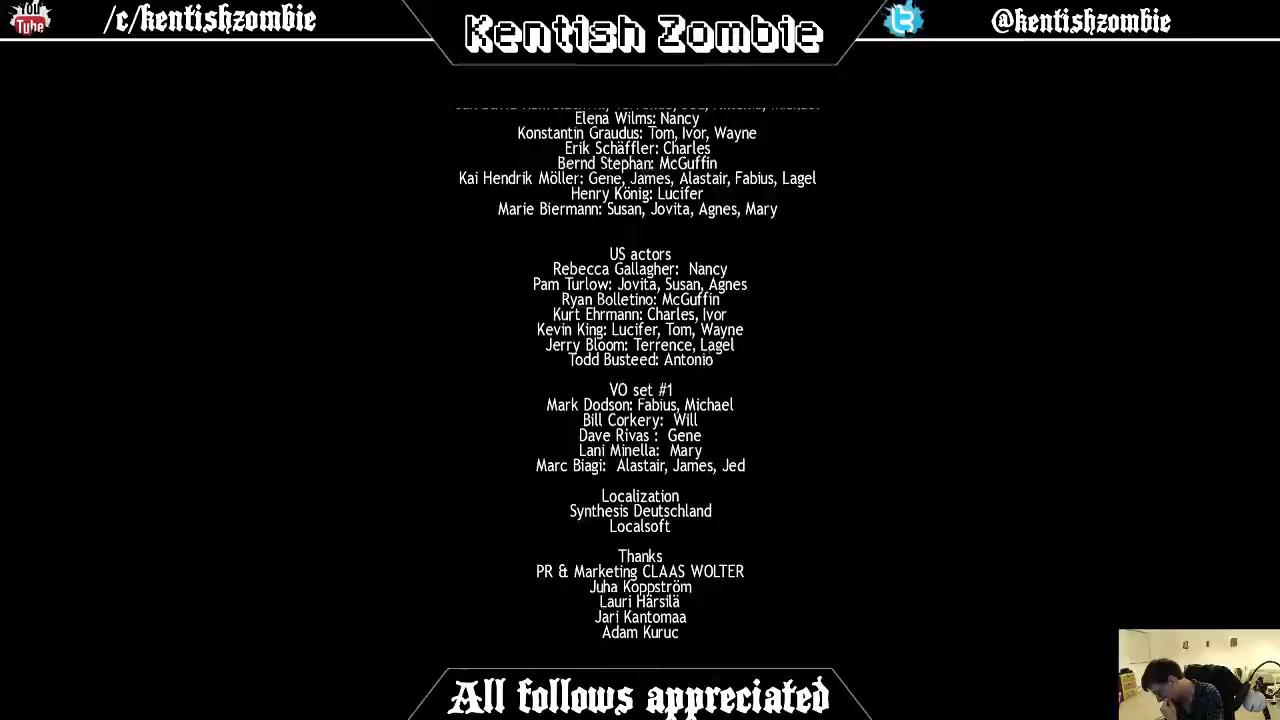 You
Tube
/c/kentishzombie
Kentish Zombie
@kentishzombie
Elena Wilms: Nancy
Konstantin Graudus: Tom, Ivor, Wayne
Erik Schäffler: Charles
Bernd Stephan: McGuffin
Kai Hendrik Möller: Gene, James, Alastair, Fabius, Lagel
Henry König: Lucifer
Marie Biermann: Susan, Jovita, Agnes, Mary
US actors
Rebecca Gallagher:  Nancy
Pam Turlow: Jovita, Susan, Agnes
Ryan Bolletino: McGuffin
Kurt Ehrmann: Charles, Ivor
Kevin King: Lucifer, Tom, Wayne
Jerry Bloom: Terrence, Lagel
Todd Busteed: Antonio
VO set #1
Mark Dodson: Fabius, Michael
Bill Corkery:  Will
Dave Rivas :  Gene
Lani Minella:  Mary
Marc Biagi:  Alastair, James, Jed
Localization
Synthesis Deutschland
Localsoft
Thanks
PR & Marketing CLAAS WOLTER
Juha Koppström
Lauri Härsilä
Jari Kantomaa
Adam Kuruc
All follows appreciated